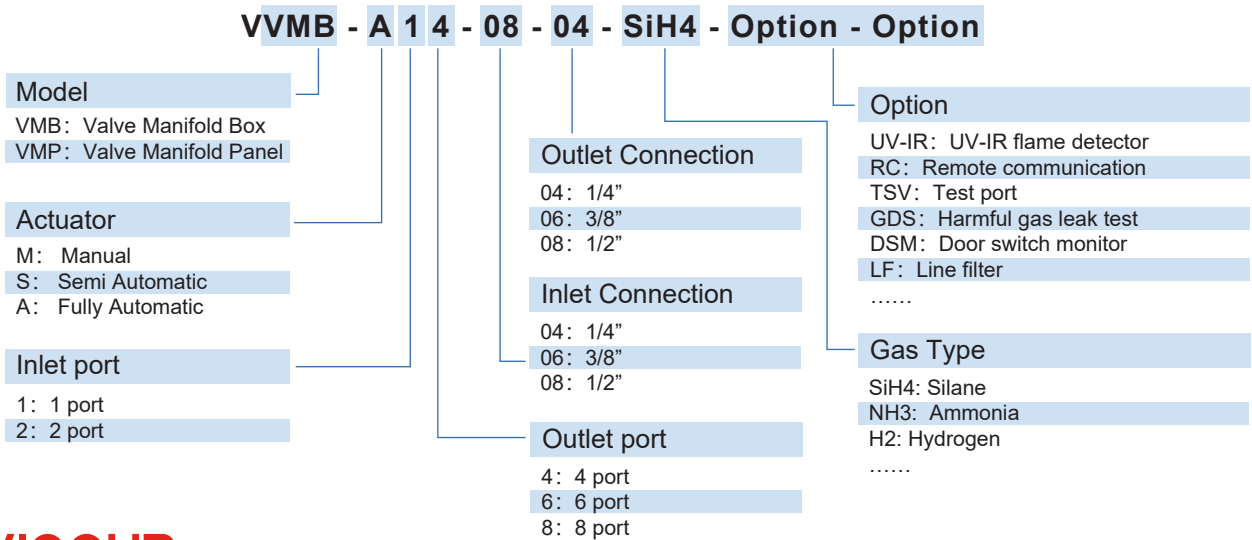 VVMB - A 1 4 - 08 - 04 - SiH4 - Option - Option
Model
VMB：Valve Manifold Box
VMP：Valve Manifold Panel
Actuator
M： Manual
S： Semi Automatic
A： Fully Automatic
Inlet port
1：1 port
2：2 port
Outlet Connection
04：1/4”
06：3/8”
08：1/2”
Inlet Connection
04：1/4”
06：3/8”
08：1/2”
Outlet port
4：4 port
6：6 port
8：8 port
Option
UV-IR：UV-IR flame detector
RC：Remote communication
TSV：Test port
GDS：Harmful gas leak test
DSM：Door switch monitor
LF：Line filter
……
Gas Type
SiH4: Silane
NH3: Ammonia
H2: Hydrogen
……